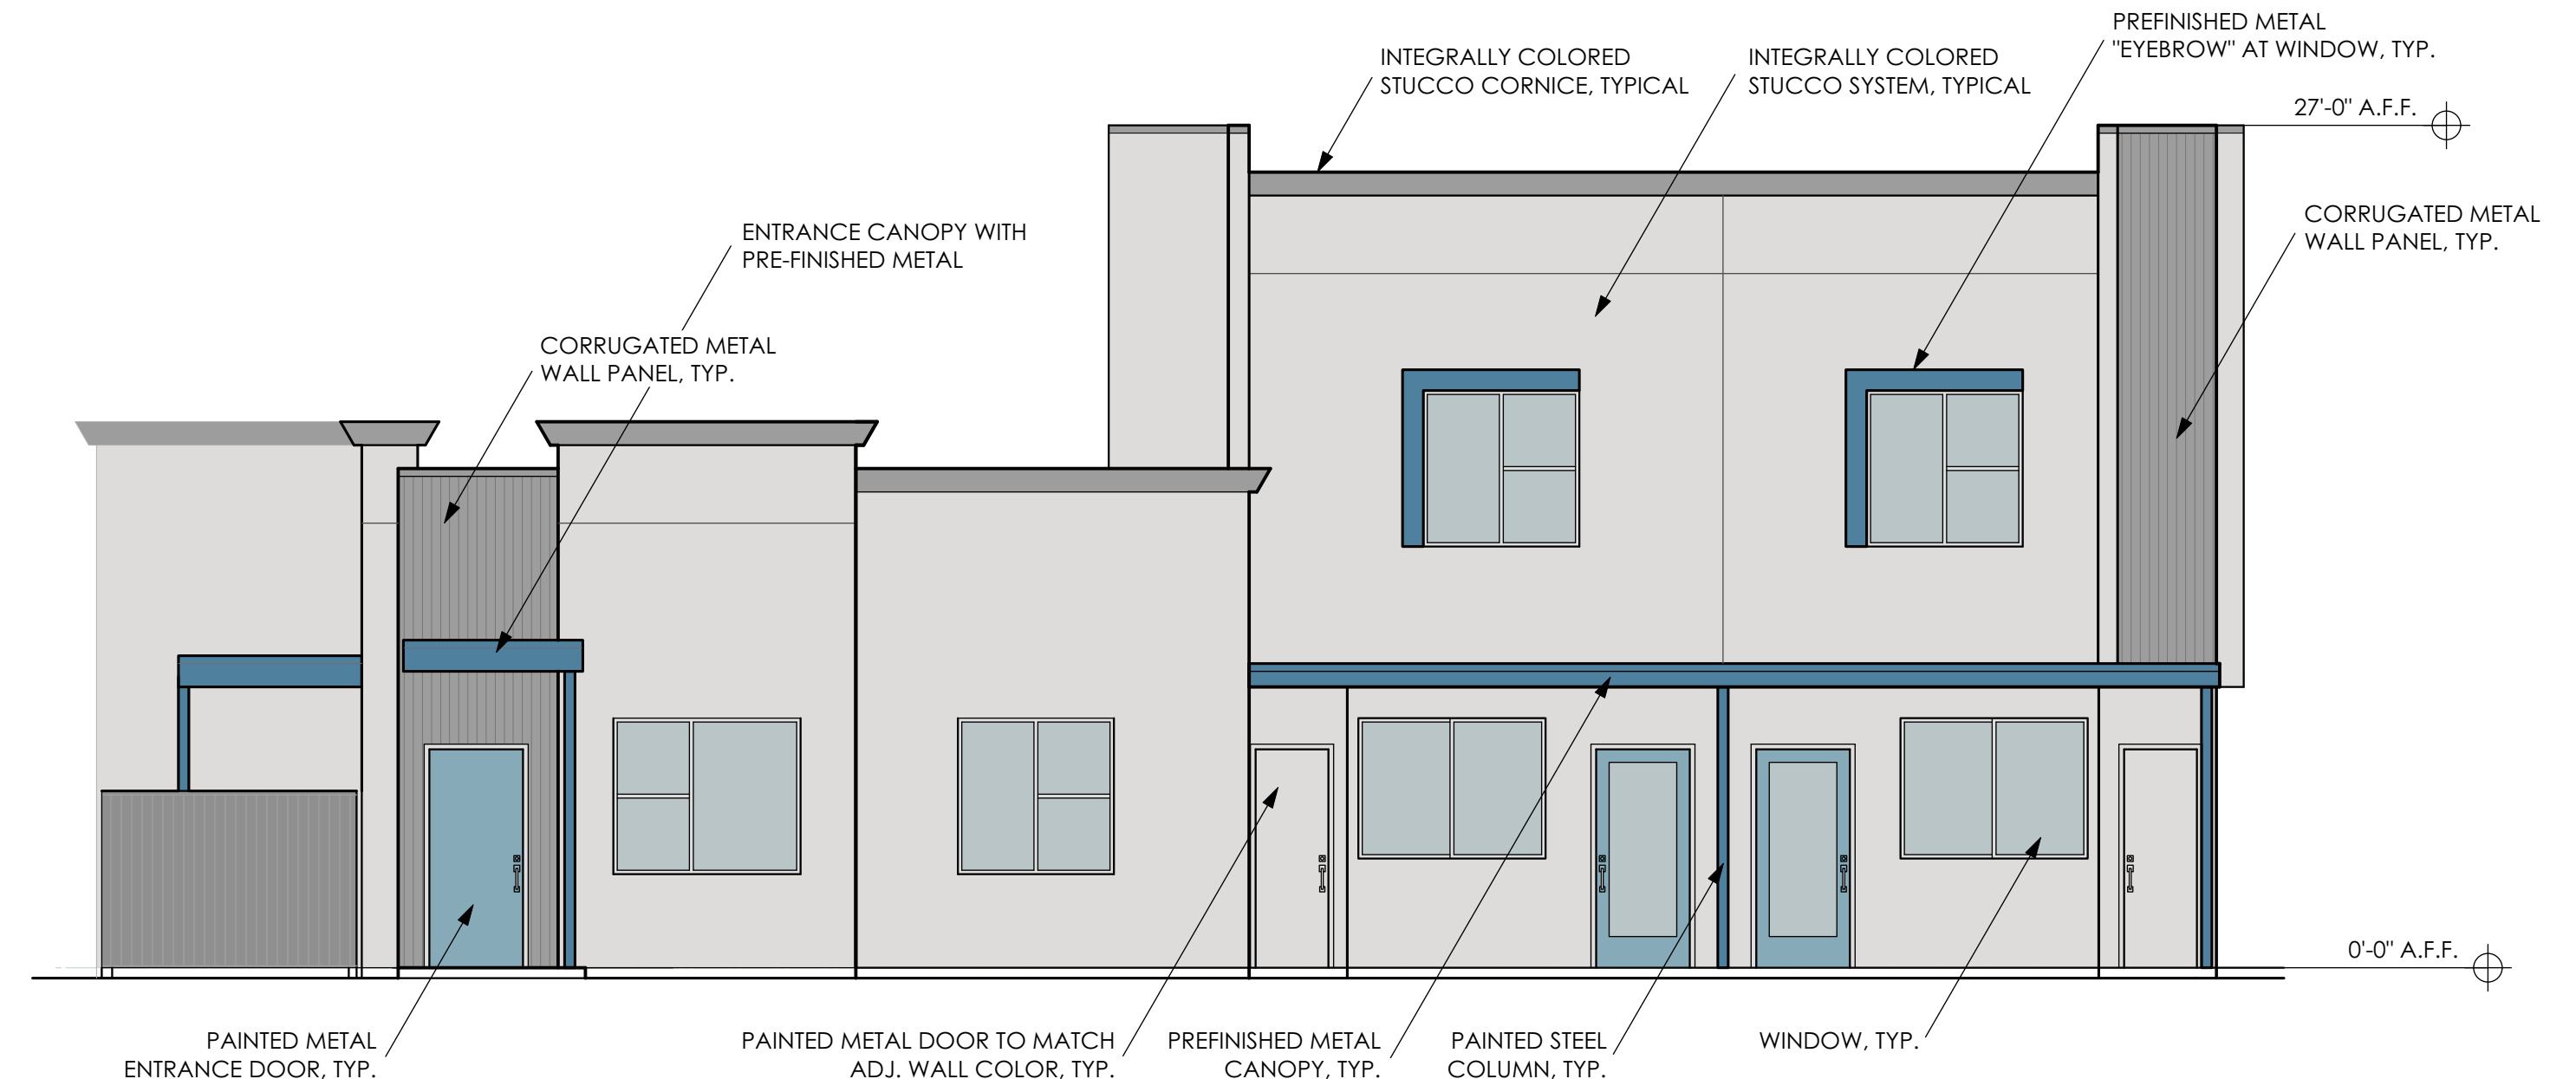 PREFINISHED METAL
"EYEBROW" AT WINDOW, TYP.
INTEGRALLY COLORED
STUCCO CORNICE, TYPICAL
INTEGRALLY COLORED
STUCCO SYSTEM, TYPICAL
27'-0" A.F.F.
CORRUGATED METAL
WALL PANEL, TYP.
ENTRANCE CANOPY WITH
PRE-FINISHED METAL
CORRUGATED METAL
WALL PANEL, TYP.
0'-0" A.F.F.
PAINTED METAL
ENTRANCE DOOR, TYP.
PAINTED METAL DOOR TO MATCH
ADJ. WALL COLOR, TYP.
PREFINISHED METAL
CANOPY, TYP.
PAINTED STEEL
COLUMN, TYP.
WINDOW, TYP.